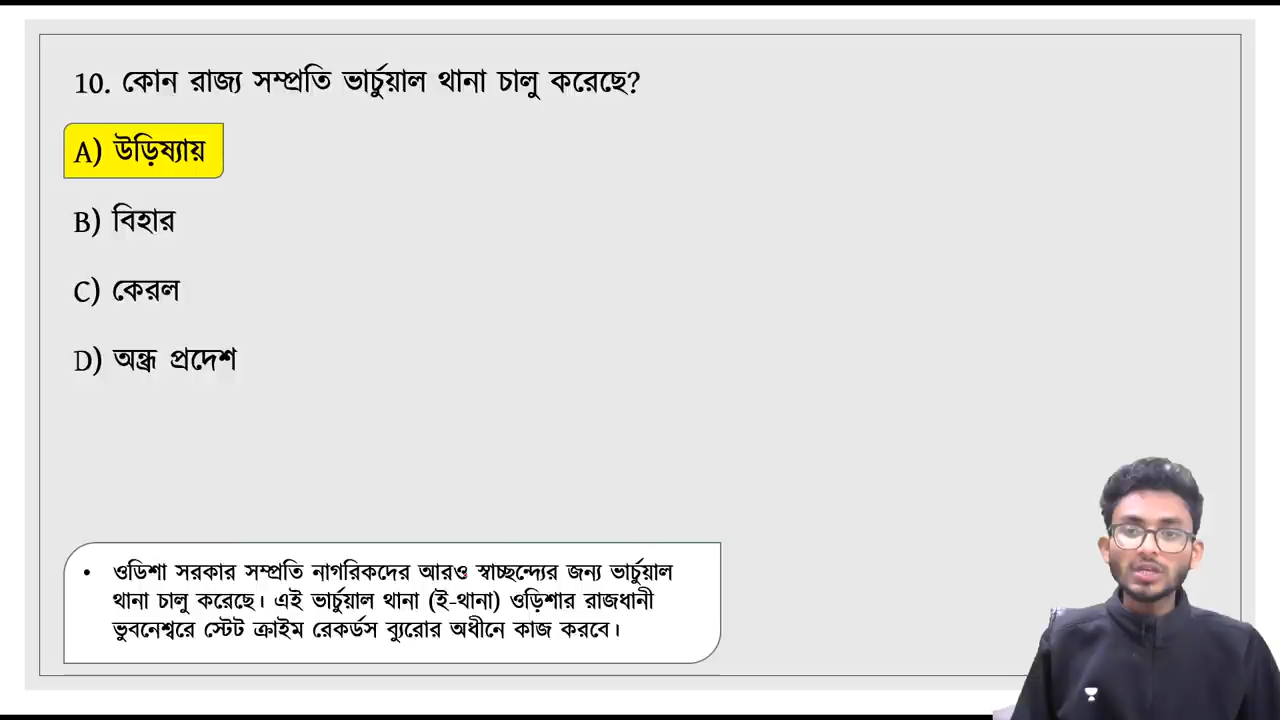 10. কোন রাজ্য সম্প্রতি ভার্চুয়াল থানা চালু করেছে?
A) উড়িষ্যায়
B) বিহার
C) কেরল
D) অন্ধ্র প্রদেশ
• ওডিশা সরকার সম্প্রতি নাগরিকদের আরও স্বাচ্ছন্দ্যের জন্য ভার্চুয়াল
থানা চালু করেছে। এই ভার্চুয়াল থানা (ই-থানা) ওড়িশার রাজধানী
ভুবনেশ্বরে স্টেট ক্রাইম রেকর্ডস ব্যুরোর অধীনে কাজ করবে।